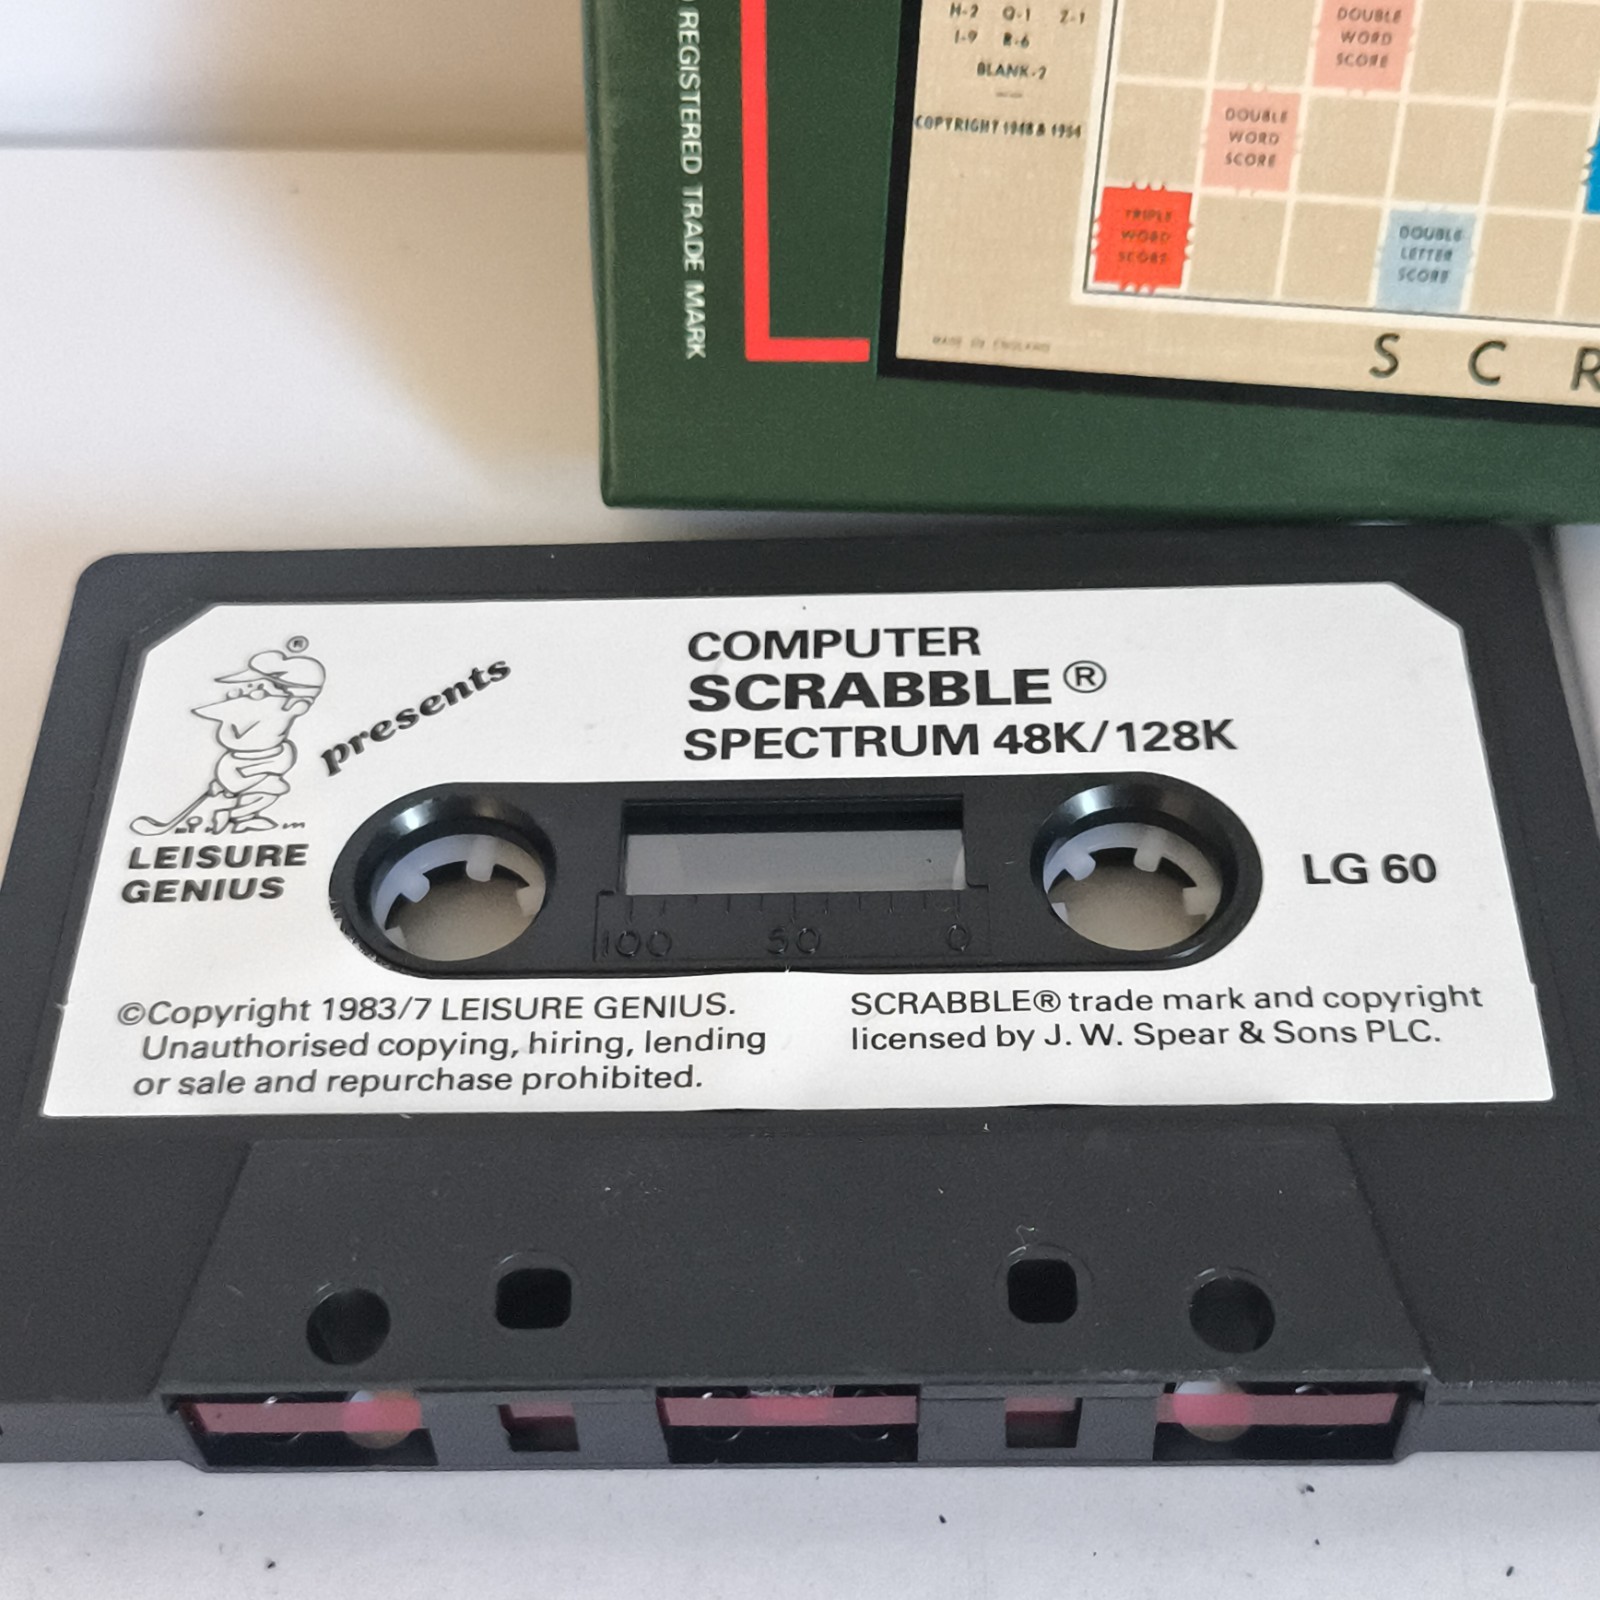 REGISTERED TRADE MARK
H-2 Q-1 Z-1
I-9 R-6
BLANK-2
COPYRIGHT 1948 & 1954
DOUBLE
WORD
SCORE
DOUBLE
WORD
SCORE
TRIPLE
WORD
SCORE
DOUBLE
LETTER
SCORE
MADE IN ENGLAND
S C R
®
presents
LEISURE
GENIUS
COMPUTER
SCRABBLE®
SPECTRUM 48K/128K
LG 60
100 50 0
©Copyright 1983/7 LEISURE GENIUS.
Unauthorised copying, hiring, lending
or sale and repurchase prohibited.
SCRABBLE® trade mark and copyright
licensed by J. W. Spear & Sons PLC.